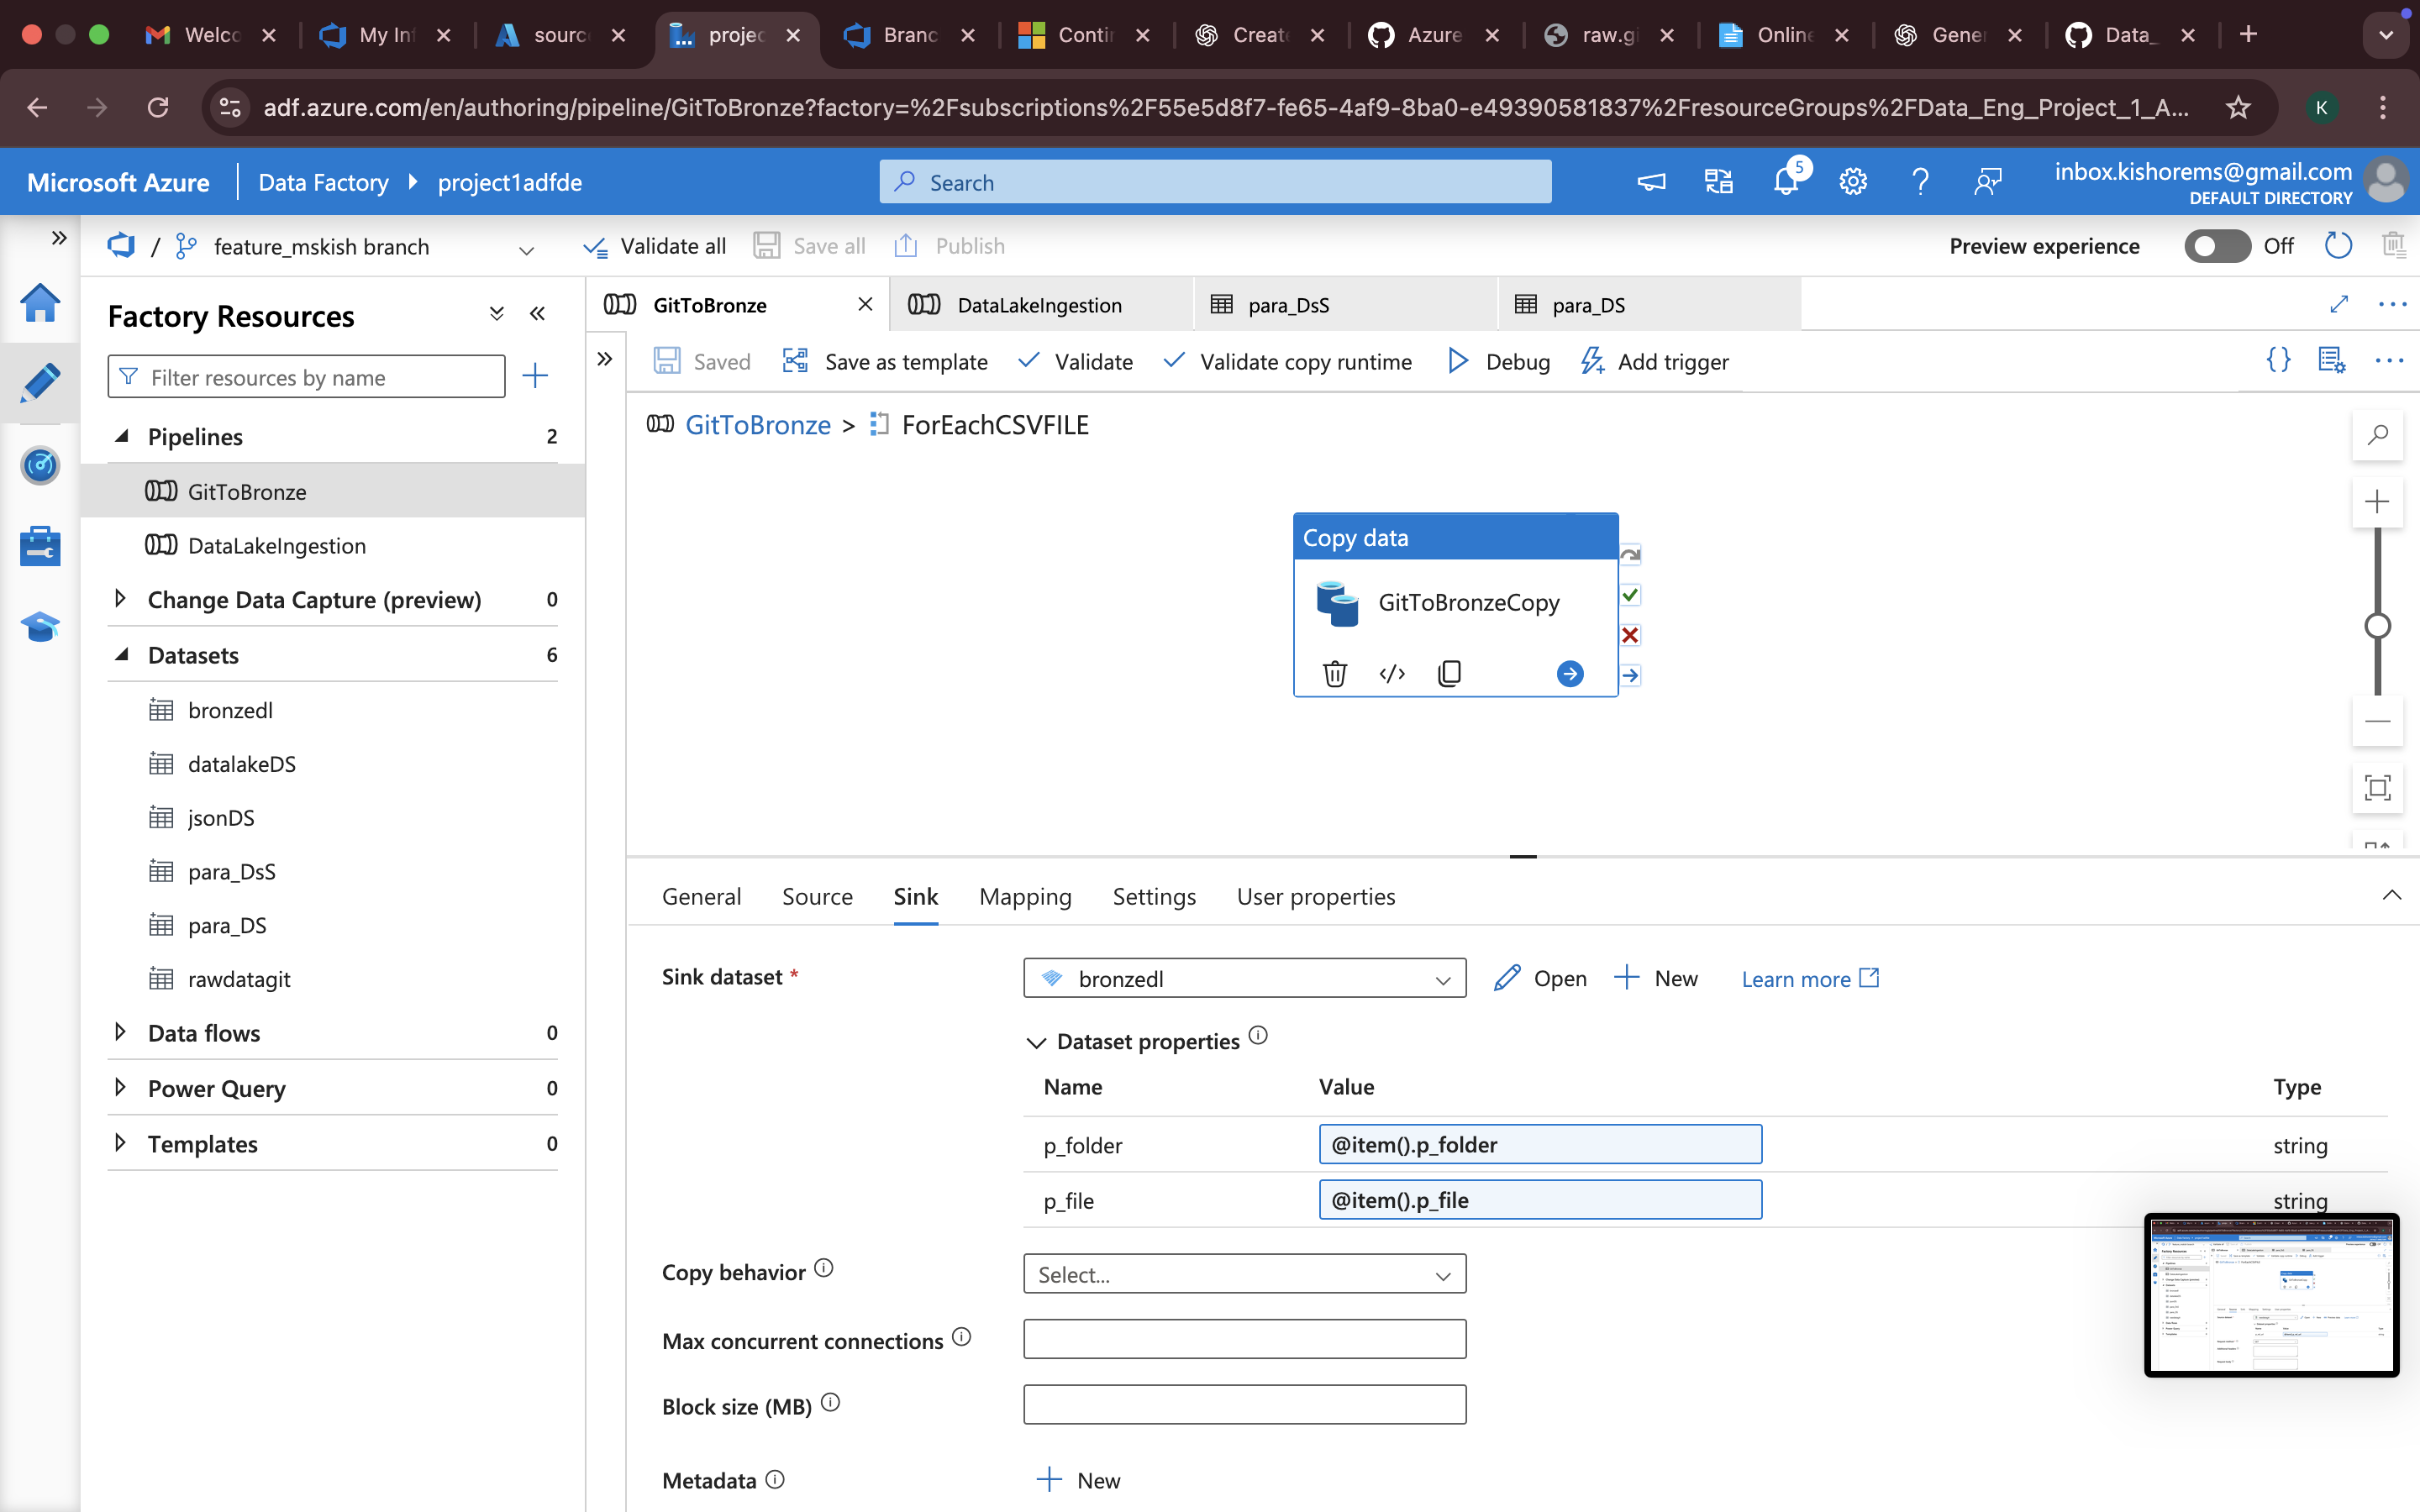 Welco
My Inf
source
projec
Branc
Contin
Create
Azure
raw.gi
Online
Gener
Data_
adf.azure.com/en/authoring/pipeline/GitToBronze?factory=%2Fsubscriptions%2F55e5d8f7-fe65-4af9-8ba0-e49390581837%2FresourceGroups%2FData_Eng_Project_1_A...
K
Microsoft Azure
Data Factory
project1adfde
Search
5
inbox.kishorems@gmail.com
DEFAULT DIRECTORY
/
feature_mskish branch
Validate all
Save all
Publish
Preview experience
Off
Factory Resources
Filter resources by name
Pipelines 2
GitToBronze
DataLakeIngestion
Change Data Capture (preview) 0
Datasets 6
bronzedl
datalakeDS
jsonDS
para_DsS
para_DS
rawdatagit
Data flows 0
Power Query 0
Templates 0
GitToBronze
DataLakeIngestion
para_DsS
para_DS
Saved
Save as template
Validate
Validate copy runtime
Debug
Add trigger
GitToBronze > ForEachCSVFILE
Copy data
GitToBronzeCopy
General
Source
Sink
Mapping
Settings
User properties
Sink dataset *
bronzedl
Open
New
Learn more
Dataset properties
Name Value Type
p_folder @item().p_folder string
p_file @item().p_file string
Copy behavior
Select...
Max concurrent connections
Block size (MB)
Metadata
New